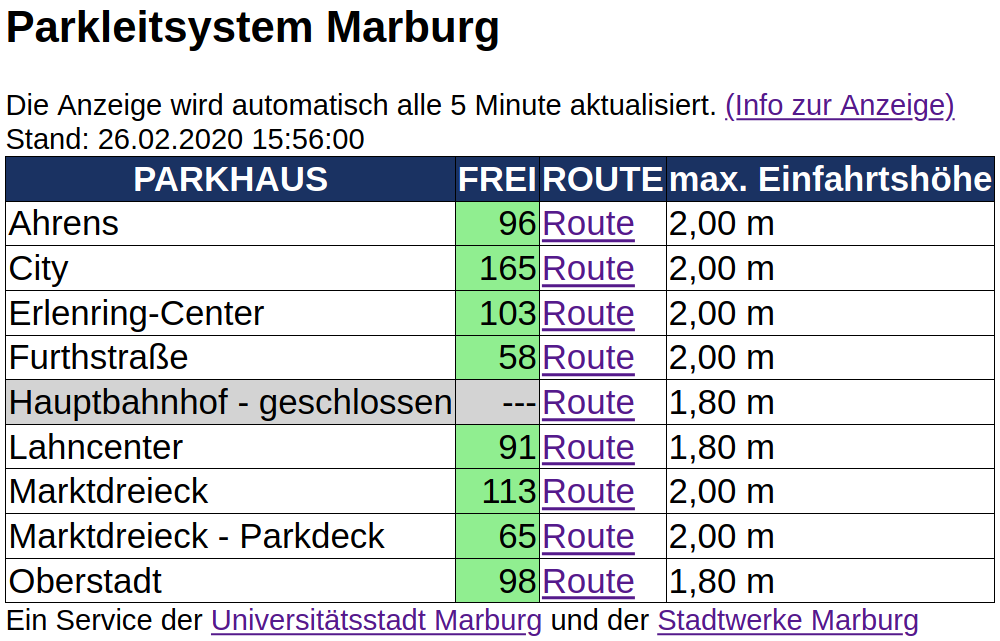 Parkleitsystem Marburg
Die Anzeige wird automatisch alle 5 Minute aktualisiert. (Info zur Anzeige)
Stand: 26.02.2020 15:56:00
PARKHAUS FREI ROUTE max. Einfahrtshöhe
Ahrens 96 Route 2,00 m
City 165 Route 2,00 m
Erlenring-Center 103 Route 2,00 m
Furthstraße 58 Route 2,00 m
Hauptbahnhof - geschlossen --- Route 1,80 m
Lahncenter 91 Route 1,80 m
Marktdreieck 113 Route 2,00 m
Marktdreieck - Parkdeck 65 Route 2,00 m
Oberstadt 98 Route 1,80 m
Ein Service der Universitätsstadt Marburg und der Stadtwerke Marburg